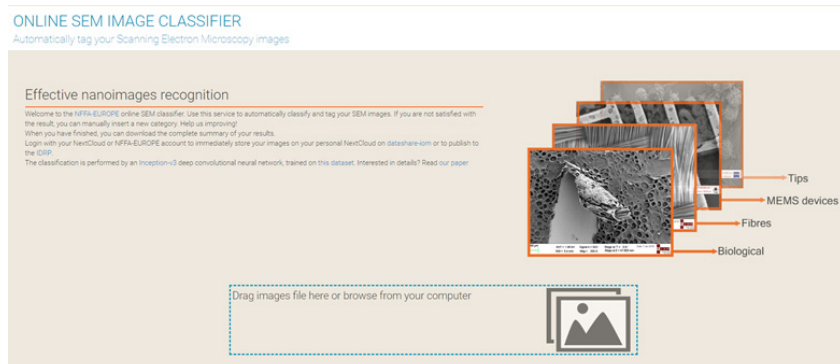 ONLINE SEM IMAGE CLASSIFIER
Automatically tag your Scanning Electron Microscopy images
Effective nanoimages recognition
Welcome to the NFFA-EUROPE online SEM classifier. Use this service to automatically classify and tag your SEM images. If you are not satisfied with
the result, you can manually insert a new category. Help us improving!
When you have finished, you can download the complete summary of your results.
Login with your NextCloud or NFFA-EUROPE account to immediately store your images on your personal NextCloud on datashare-iom or to publish to
the IDRP.
The classification is performed by an Inception-v3 deep convolutional neural network, trained on this dataset. Interested in details? Read our paper
Tips
MEMS devices
Fibres
Biological
Drag images file here or browse from your computer